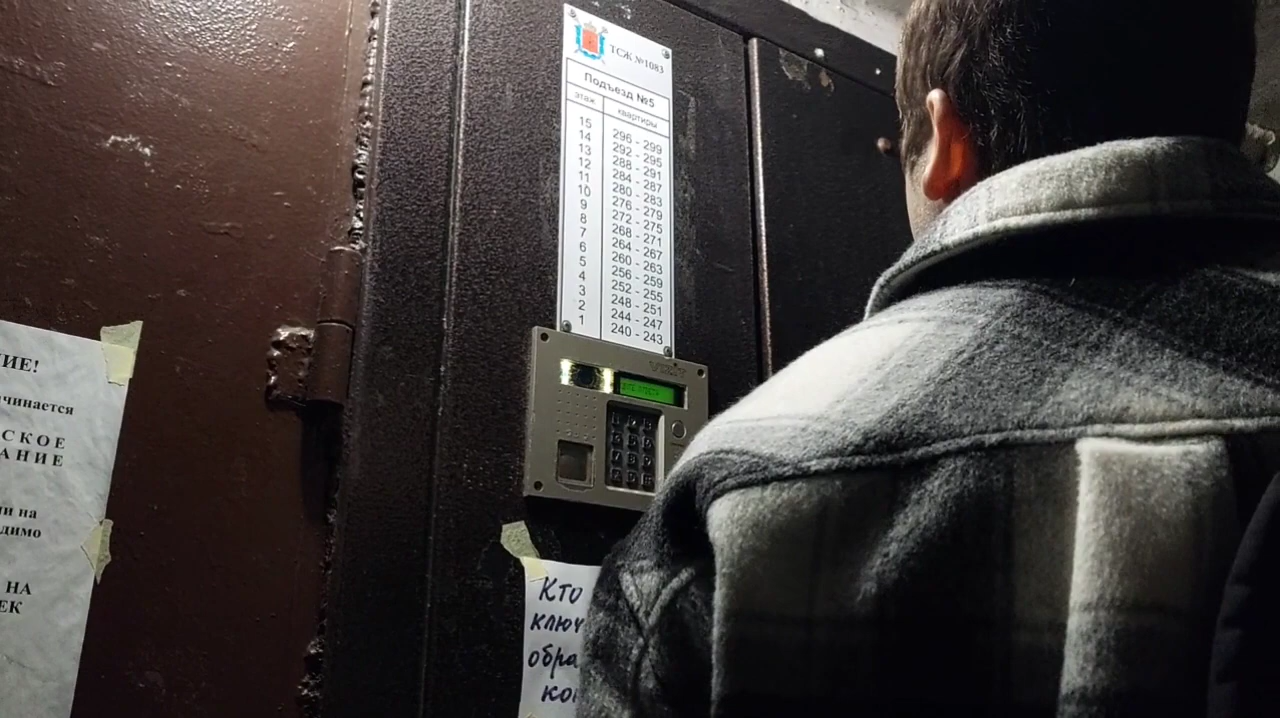 ИЕ!
чинается
СКОЕ
АНИЕ
ли на
димо
НА
ЕК
ТСЖ №1083
Подъезд №5
этаж квартиры
15 296 - 299
14 292 - 295
13 288 - 291
12 284 - 287
11 280 - 283
10 276 - 279
9 272 - 275
8 268 - 271
7 264 - 267
6 260 - 263
5 256 - 259
4 252 - 255
3 248 - 251
2 244 - 247
1 240 - 243
VIZIT
Кто
ключ
обра
ко